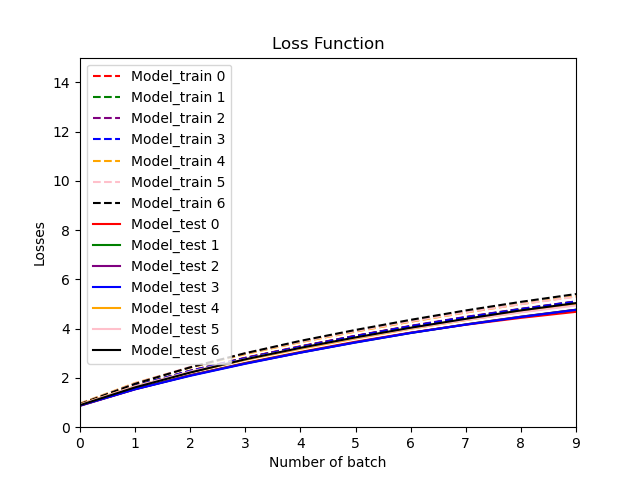 Loss Function
14
12
10
8
6
4
2
0
Losses
Model_train 0
Model_train 1
Model_train 2
Model_train 3
Model_train 4
Model_train 5
Model_train 6
Model_test 0
Model_test 1
Model_test 2
Model_test 3
Model_test 4
Model_test 5
Model_test 6
0 1 2 3 4 5 6 7 8 9
Number of batch